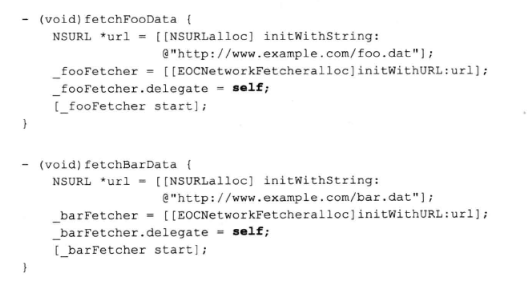 - (void)fetchFooData {
NSURL *url = [[NSURLalloc] initWithString:
@"http://www.example.com/foo.dat"];
_fooFetcher = [[EOCNetworkFetcheralloc]initWithURL:url];
_fooFetcher.delegate = self;
[_fooFetcher start];
}
- (void)fetchBarData {
NSURL *url = [[NSURLalloc] initWithString:
@"http://www.example.com/bar.dat"];
_barFetcher = [[EOCNetworkFetcheralloc]initWithURL:url];
_barFetcher.delegate = self;
[_barFetcher start];
}